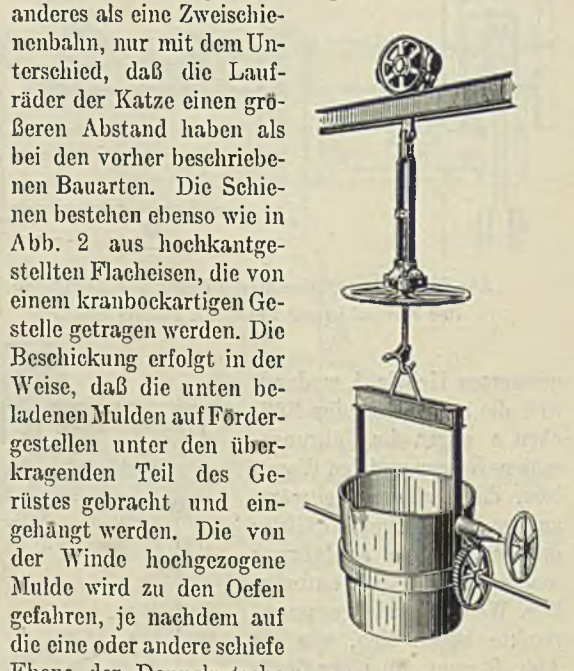 anderes als eine Zweischie-
nenbahn, nur mit dem Un-
terschied, daß die Lauf-
räder der Katze einen grö-
ßeren Abstand haben als
bei den vorher beschriebe-
nen Bauarten. Die Schie-
nen bestehen ebenso wie in
Abb. 2 aus hochkantge-
stellten Flacheisen, die von
einem kranbockartigen Ge-
stelle getragen werden. Die
Beschickung erfolgt in der
Weise, daß die unten be-
ladenen Mulden auf Förder-
gestellen unter den über-
kragenden Teil des Ge-
rüstes gebracht und ein-
gehängt werden. Die von
der Winde hochgezogene
Mulde wird zu den Oefen
gefahren, je nachdem auf
die eine oder andere schiefe
Ebene der